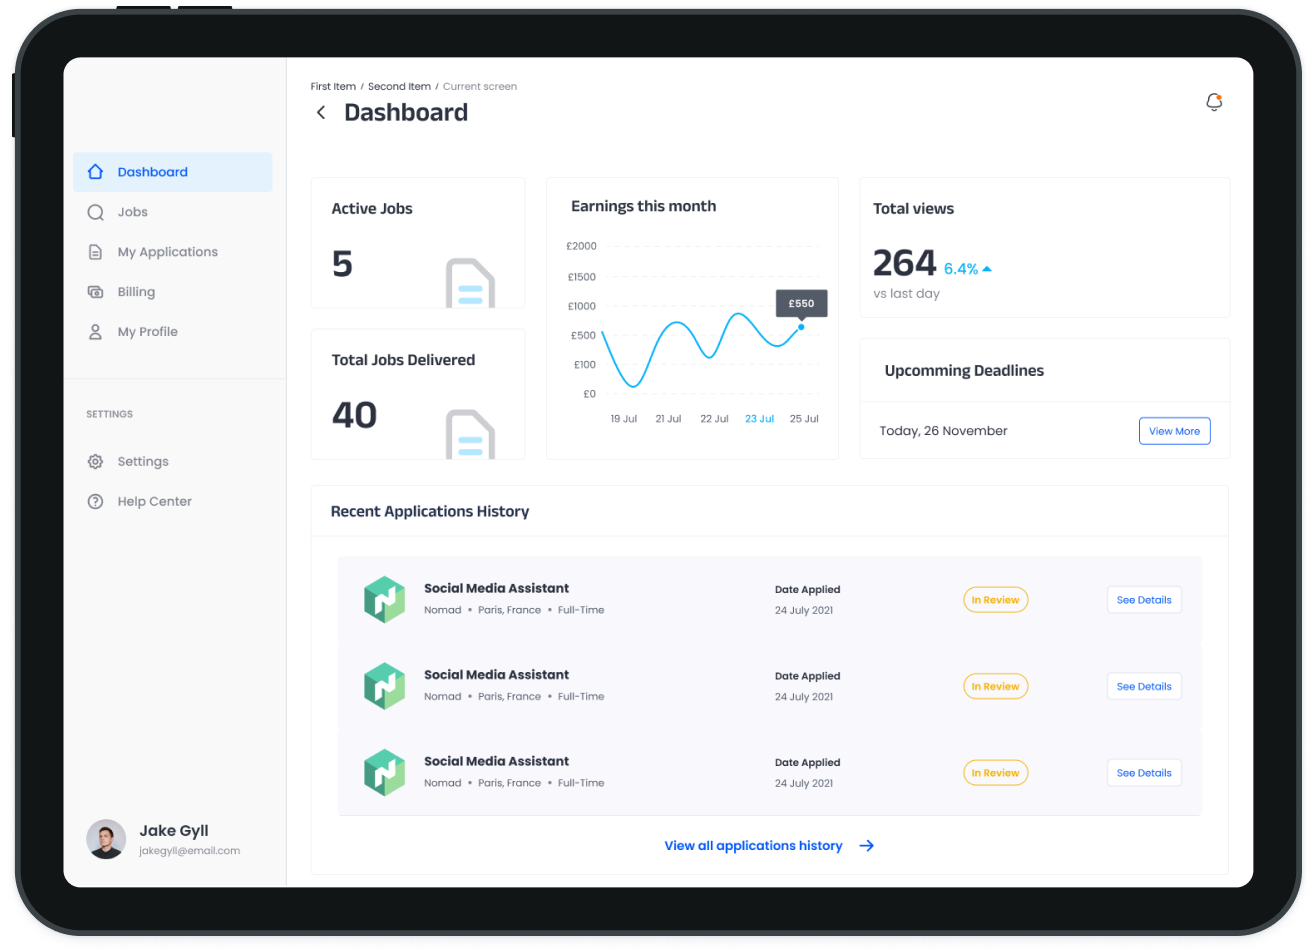 First Item / Second Item / Current screen
Dashboard
Dashboard
Jobs
My Applications
Billing
My Profile
SETTINGS
Settings
Help Center
Jake Gyll
jakegyll@email.com
Active Jobs
5
Total Jobs Delivered
40
Earnings this month
£2000
£1500
£1000
£500
£100
£0
£550
19 Jul 21 Jul 22 Jul 23 Jul 25 Jul
Total views
264 6.4%
vs last day
Upcomming Deadlines
Today, 26 November View More
Recent Applications History
Social Media Assistant
Nomad • Paris, France • Full-Time
Date Applied
24 July 2021
In Review
See Details
Social Media Assistant
Nomad • Paris, France • Full-Time
Date Applied
24 July 2021
In Review
See Details
Social Media Assistant
Nomad • Paris, France • Full-Time
Date Applied
24 July 2021
In Review
See Details
View all applications history